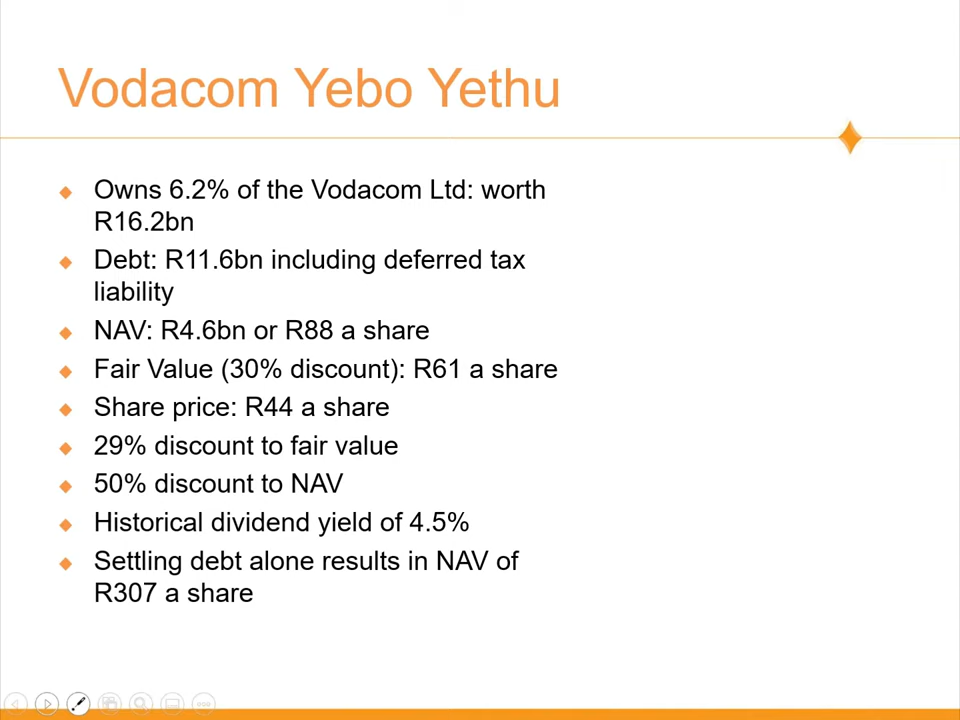 Vodacom Yebo Yethu
Owns 6.2% of the Vodacom Ltd: worth
R16.2bn
Debt: R11.6bn including deferred tax
liability
NAV: R4.6bn or R88 a share
Fair Value (30% discount): R61 a share
Share price: R44 a share
29% discount to fair value
50% discount to NAV
Historical dividend yield of 4.5%
Settling debt alone results in NAV of
R307 a share